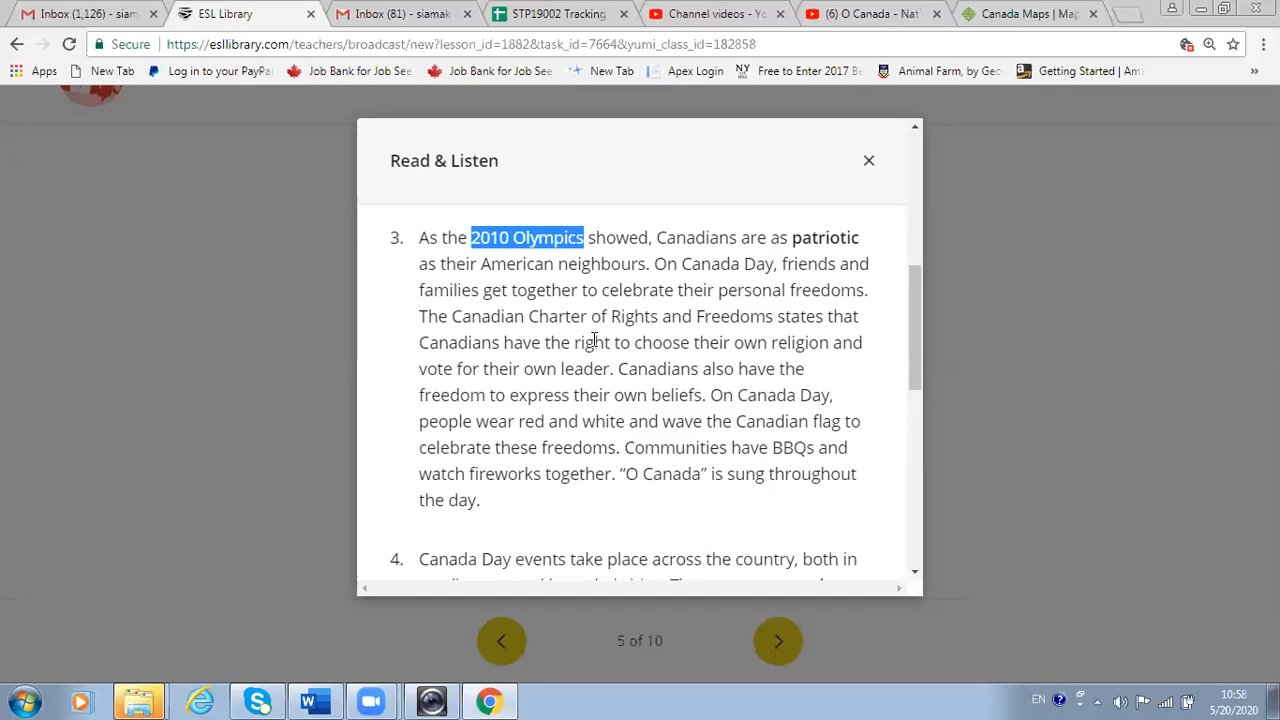 Inbox (1,126) - siam
ESL Library
Inbox (81) - siamak
STP19002 Tracking
Channel videos - Yo
(6) O Canada - Nat
Canada Maps | Map
Secure
https://esllibrary.com/teachers/broadcast/new?lesson_id=1882&task_id=7664&yumi_class_id=182858
Apps
New Tab
Log in to your PayPal
Job Bank for Job See
Job Bank for Job See
New Tab
Apex Login
Free to Enter 2017 Be
Animal Farm, by Geo
Getting Started | Am
Read & Listen
3. As the 2010 Olympics showed, Canadians are as patriotic
as their American neighbours. On Canada Day, friends and
families get together to celebrate their personal freedoms.
The Canadian Charter of Rights and Freedoms states that
Canadians have the right to choose their own religion and
vote for their own leader. Canadians also have the
freedom to express their own beliefs. On Canada Day,
people wear red and white and wave the Canadian flag to
celebrate these freedoms. Communities have BBQs and
watch fireworks together. “O Canada” is sung throughout
the day.
4. Canada Day events take place across the country, both in
5 of 10
EN
10:58
5/20/2020